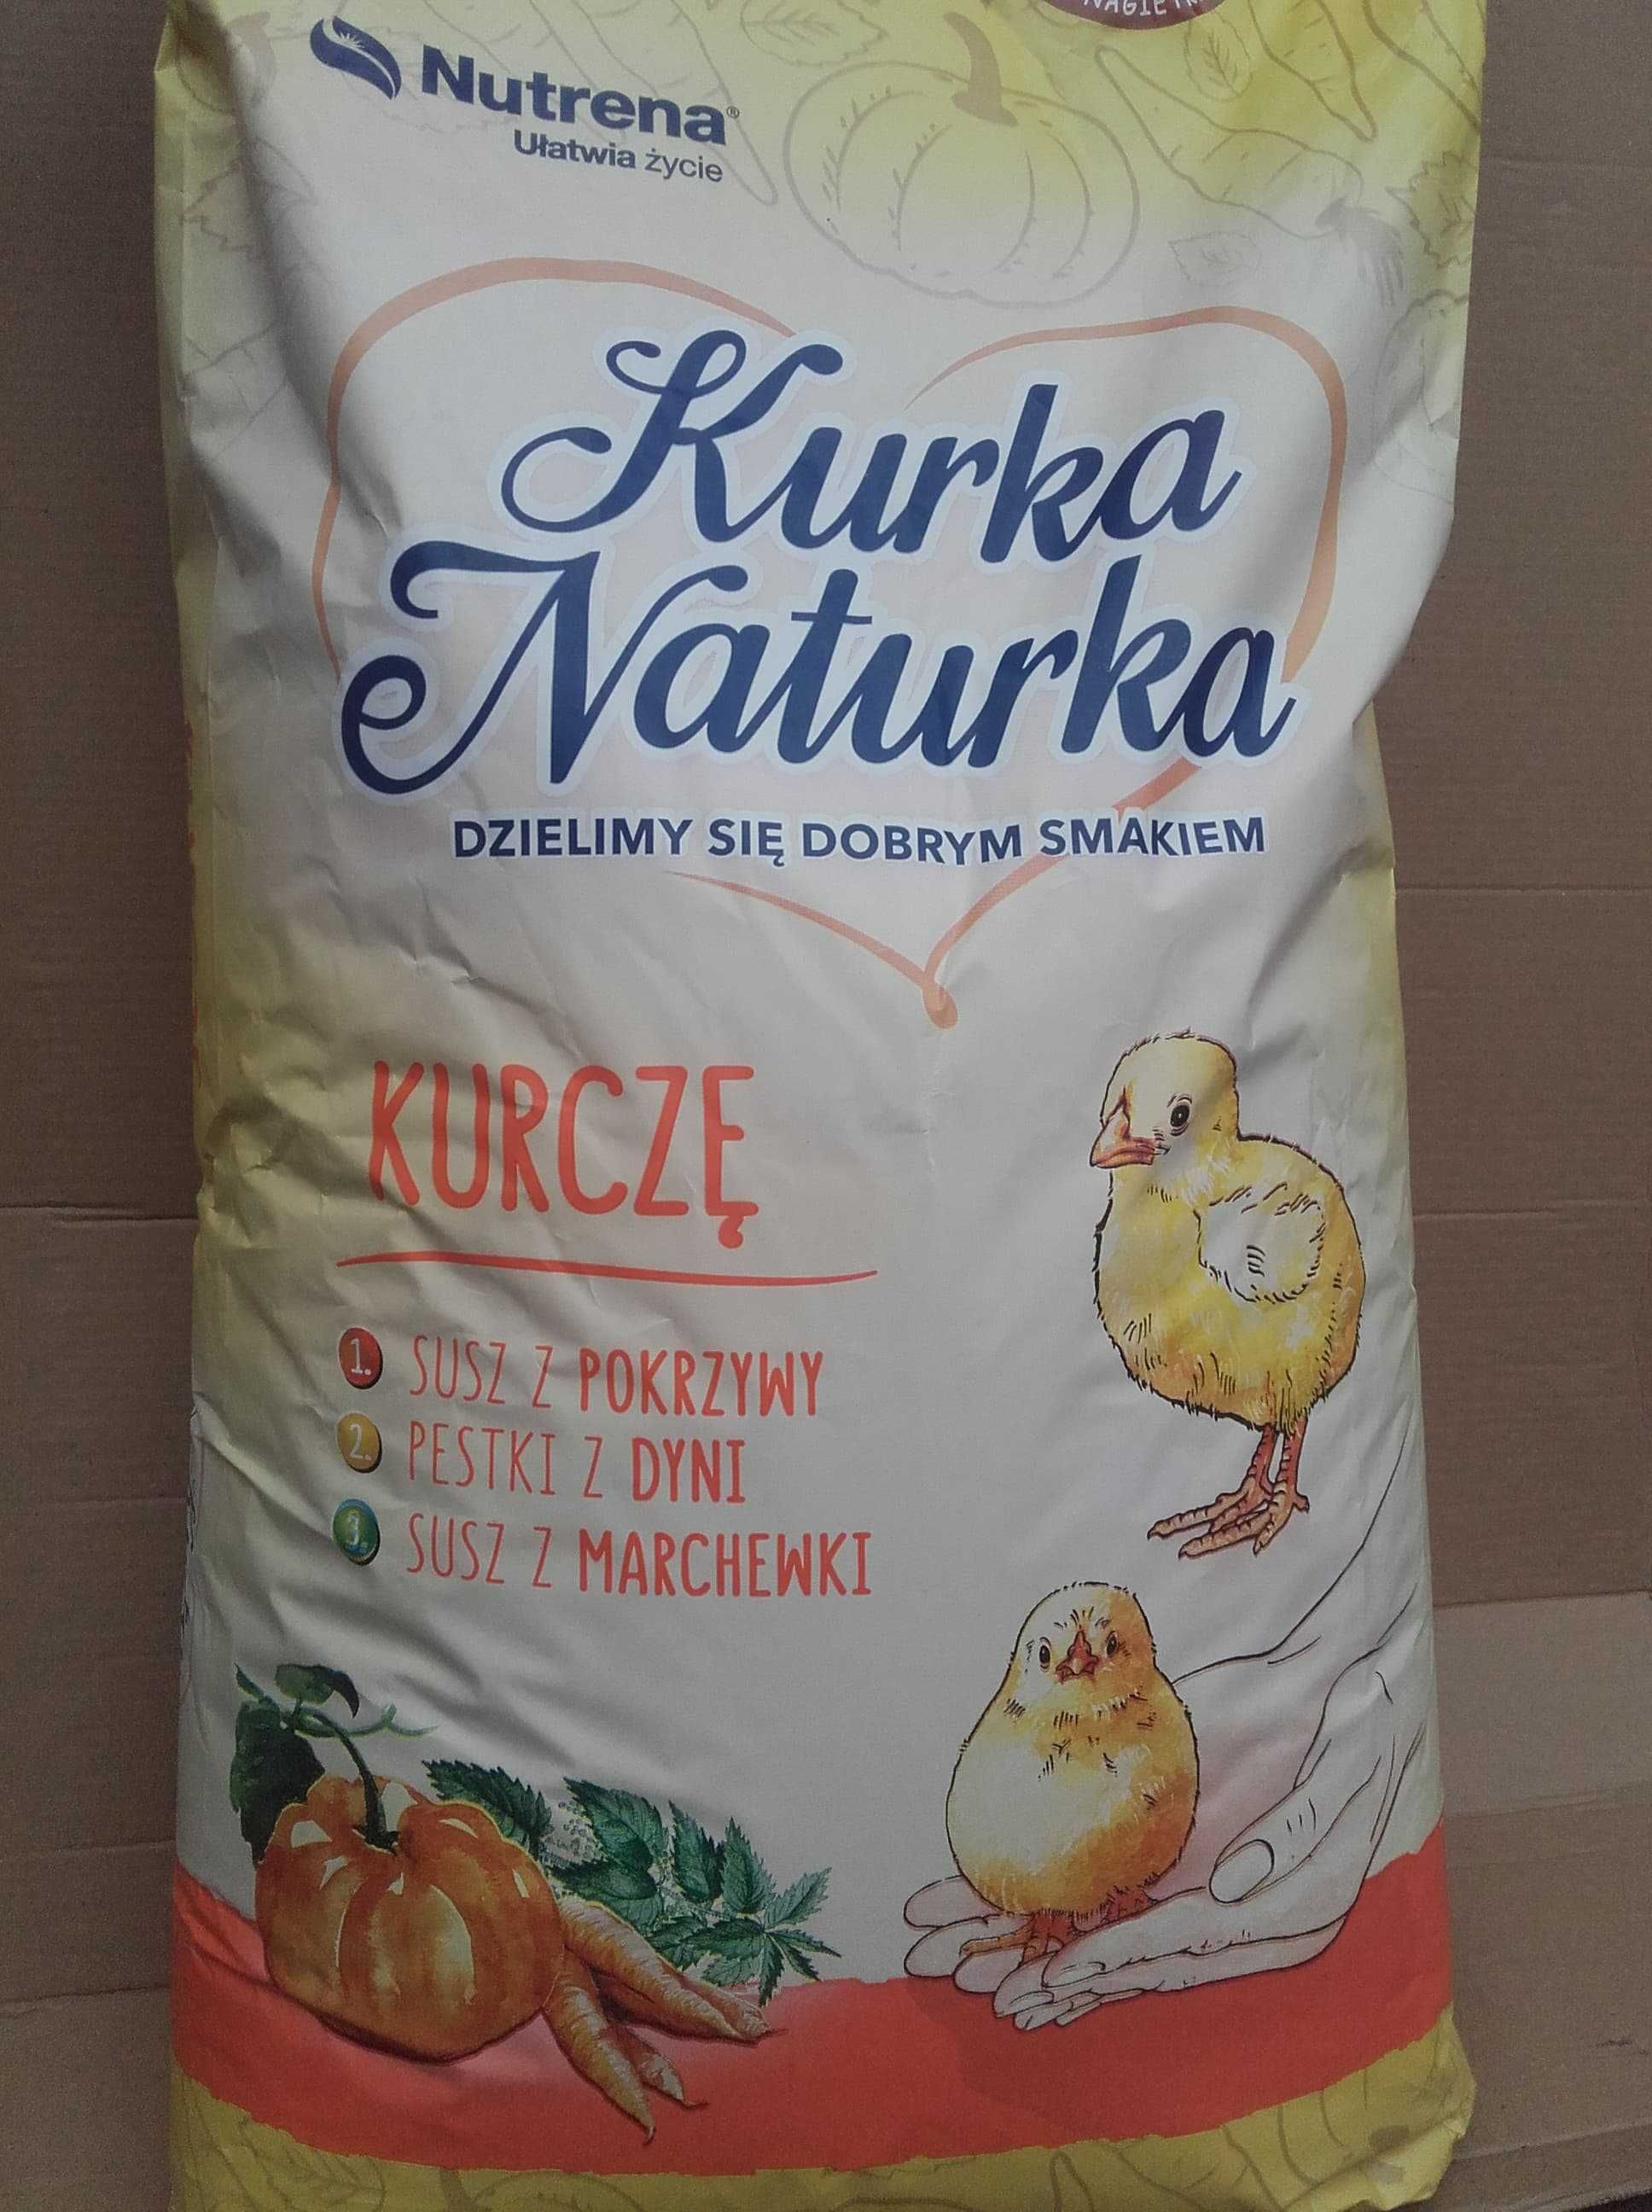 NAGIETK
Nutrena®
Ułatwia życie
Kurka
Naturka
DZIELIMY SIĘ DOBRYM SMAKIEM
KURCZĘ
1. SUSZ Z POKRZYWY
2. PESTKI Z DYNI
3. SUSZ Z MARCHEWKI